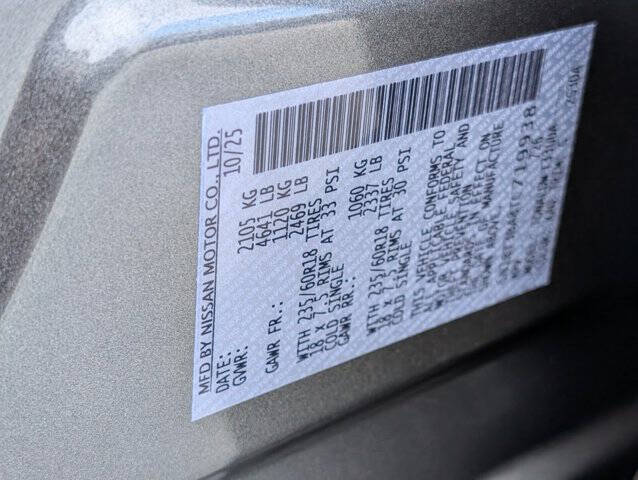 MFD BY NISSAN MOTOR CO., LTD.
DATE: 10/25
GVWR: 2105 KG
4641 LB
GAWR FR.: 1120 KG
2469 LB
WITH 235/60R18 TIRES
18 X 7.5 RIMS AT 33 PSI
COLD SINGLE
GAWR RR.: 1060 KG
2337 LB
WITH 235/60R18 TIRES
18 X 7.5 RIMS AT 30 PSI
COLD SINGLE
THIS VEHICLE CONFORMS TO
ALL APPLICABLE FEDERAL
MOTOR VEHICLE SAFETY AND
THEFT PREVENTION
STANDARDS IN EFFECT ON
THE DATE OF MANUFACTURE
SHOWN ABOVE.
719938
MPV